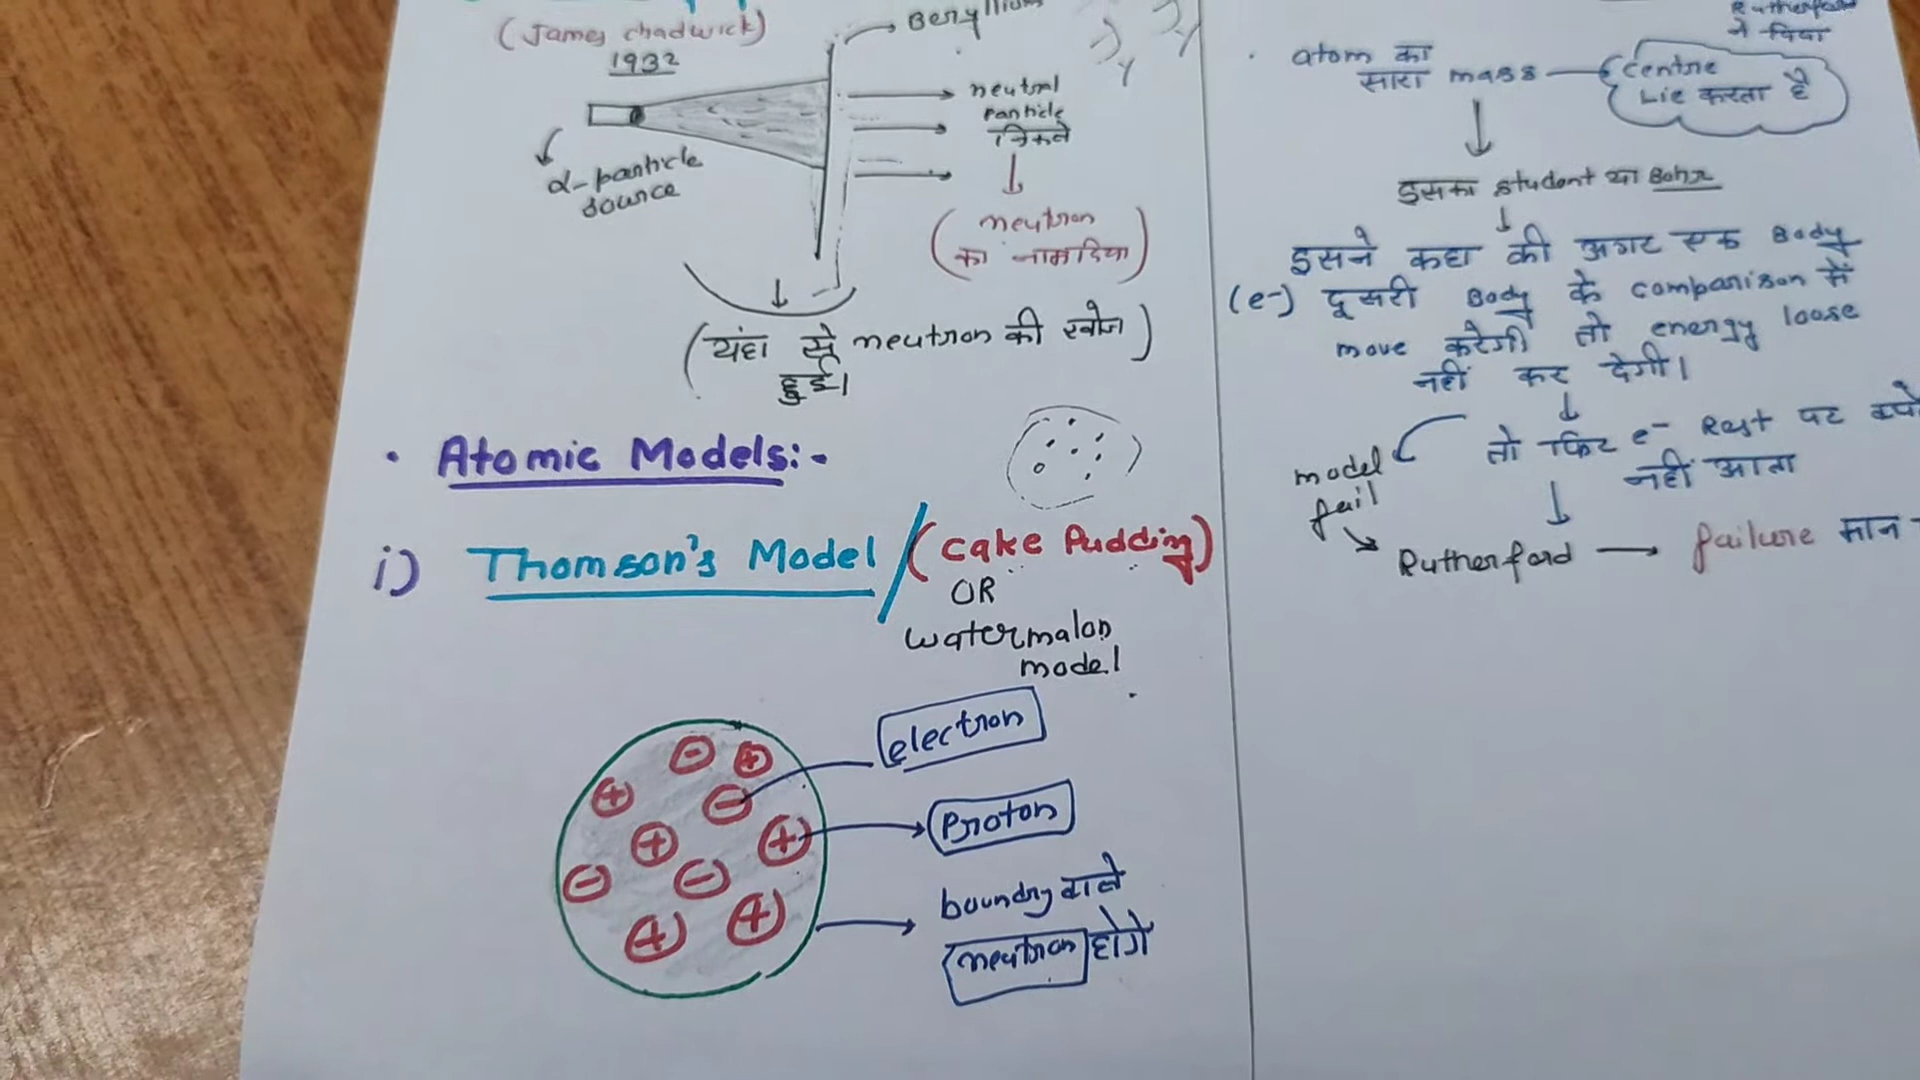 (James chadwick)
1932
Beryllium
neutral
particle
निकले
α-particle
source
(neutron
का नाम दिया)
(यहां से neutron की खोज)
हुई।
• Atomic Models:-
i) Thomson's Model / (Cake Pudding)
OR
watermalon
model
electron
Proton
boundry वाले
neutron होंगे
Rutherford
ने दिया
atom का
सारा mass — centre
Lie करता है
इसका student था Bohr
इसने कहा की अगर एक Body
(e-) दूसरी Body के comparison में
move करेगी तो energy loose
नहीं कर देगी।
तो फिर e- Rest पर क्यों
नहीं आता
model
fail
Rutherford → failure मान